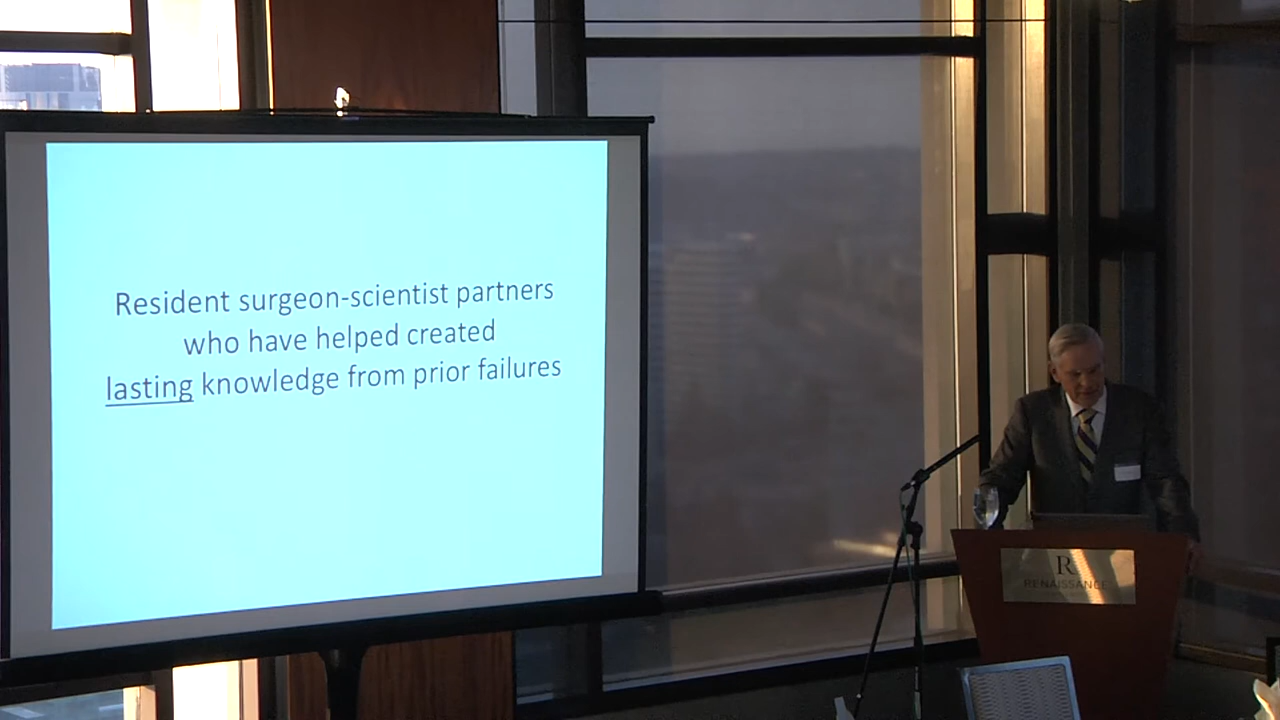 Resident surgeon-scientist partners
who have helped created
lasting knowledge from prior failures
R
RENAISSANCE